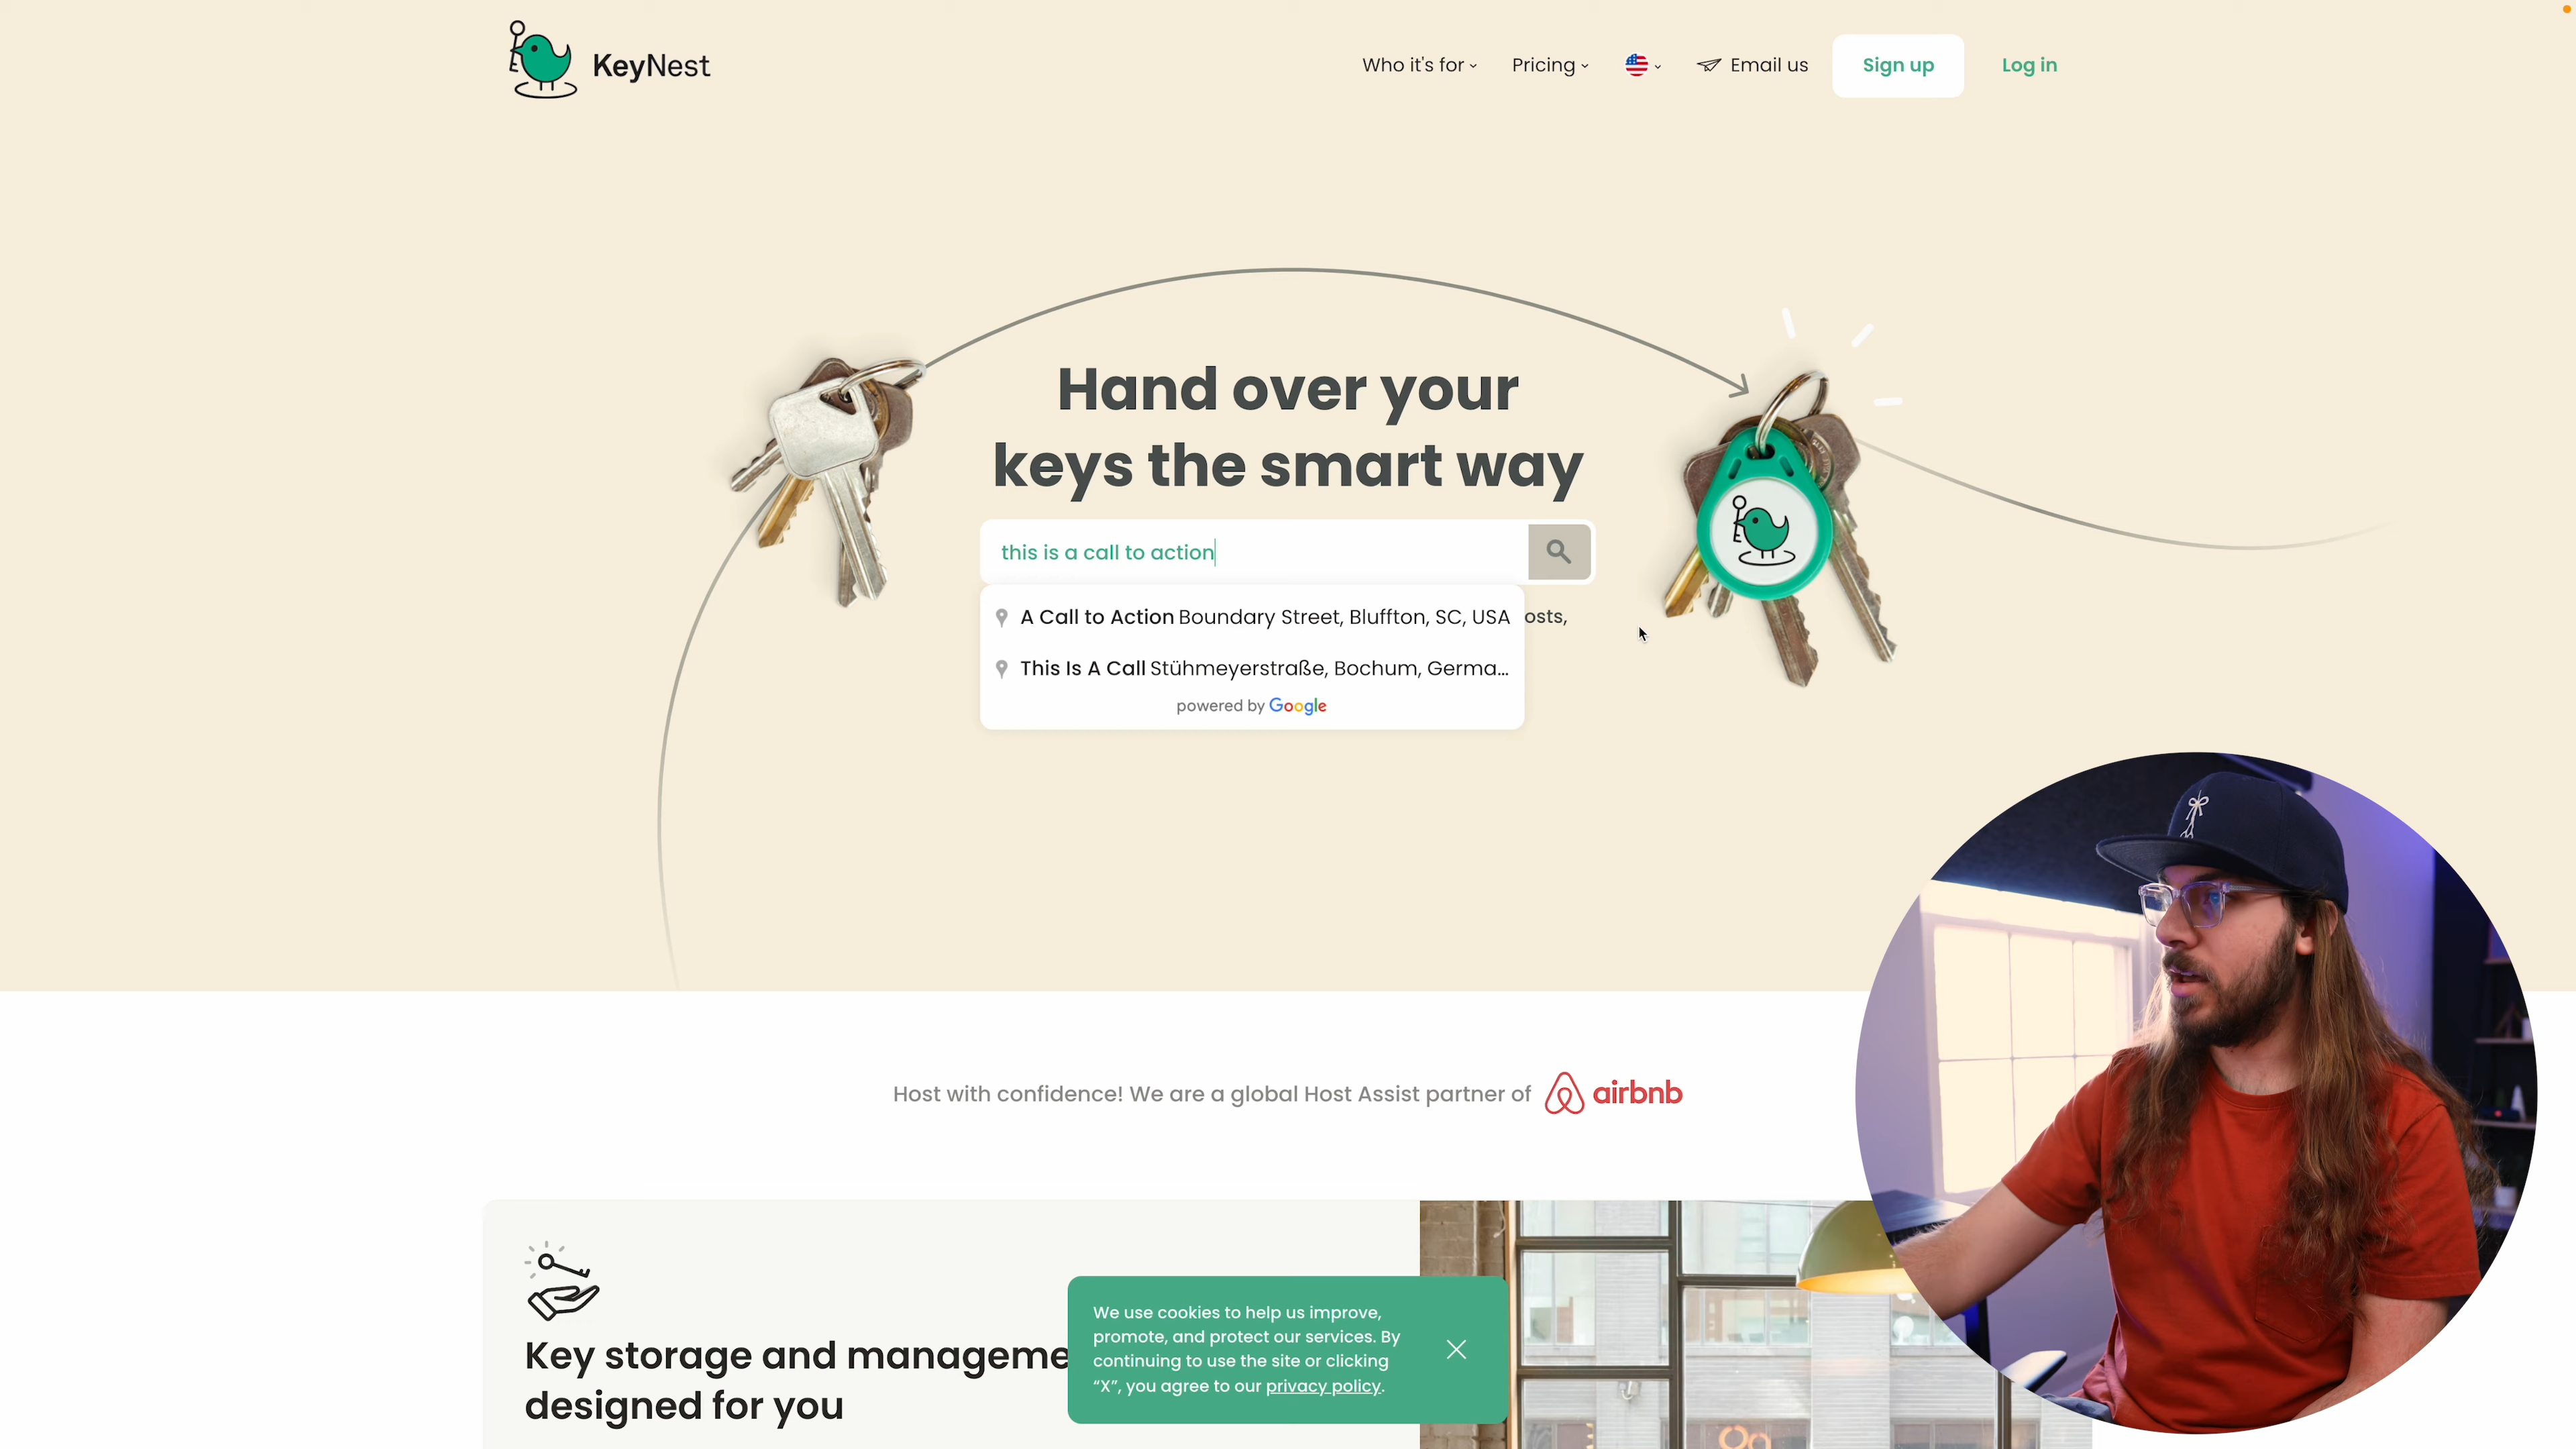 KeyNest
Who it's for
Pricing
Email us
Sign up
Log in
Hand over your
keys the smart way
this is a call to action
A Call to Action Boundary Street, Bluffton, SC, USA
osts,
This Is A Call Stühmeyerstraße, Bochum, Germa...
powered by Google
Host with confidence! We are a global Host Assist partner of airbnb
Key storage and manageme
designed for you
We use cookies to help us improve,
promote, and protect our services. By
continuing to use the site or clicking
“X”, you agree to our privacy policy.